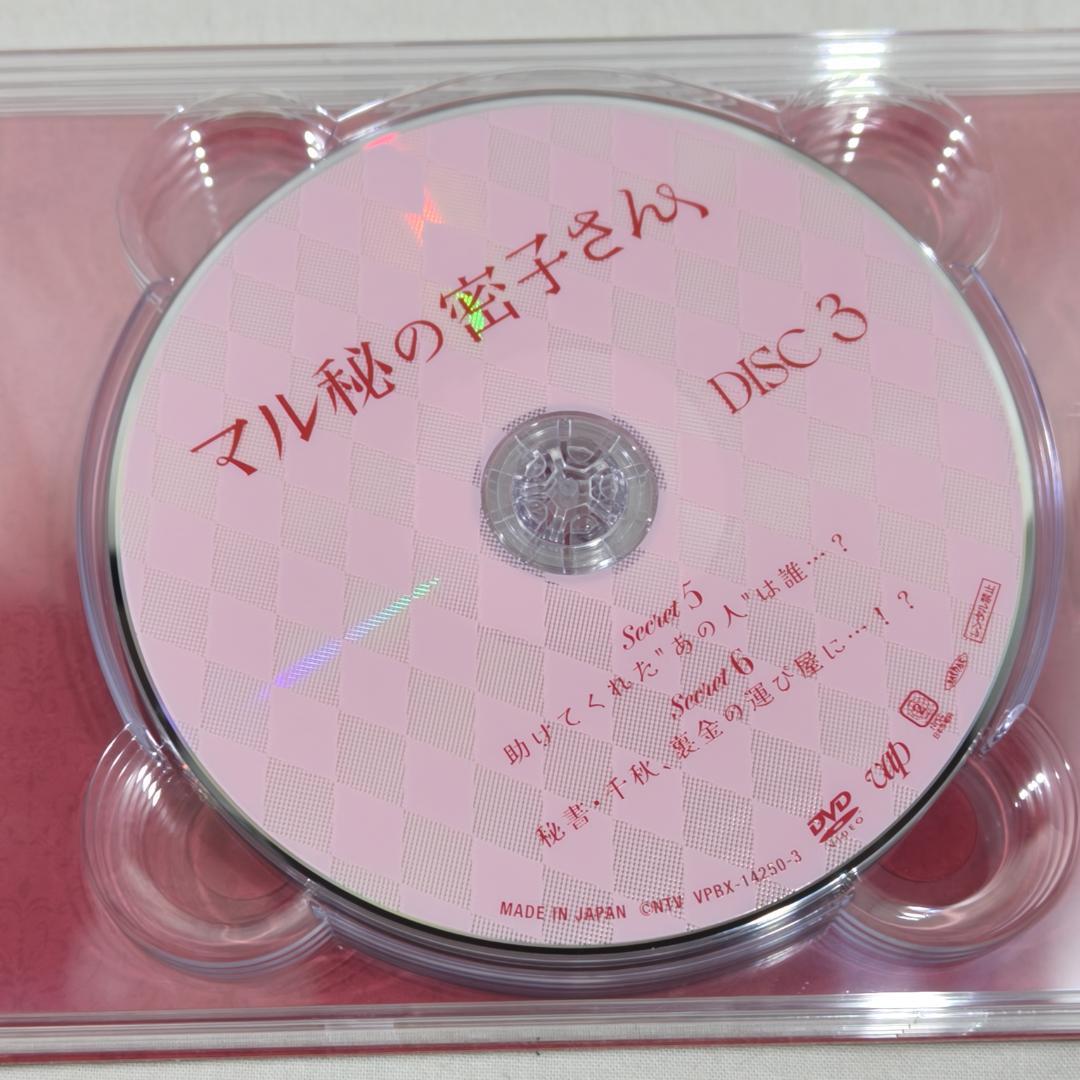 マル秘の密子さん
DISC 3
Secret 5
助けてくれた"あの人"は誰…?
Secret 6
秘書・千秋、裏金の運び屋に…!?
レンタル禁止
2
vap
DVD
VIDEO
MADE IN JAPAN ©NTV VPBX-14250-3